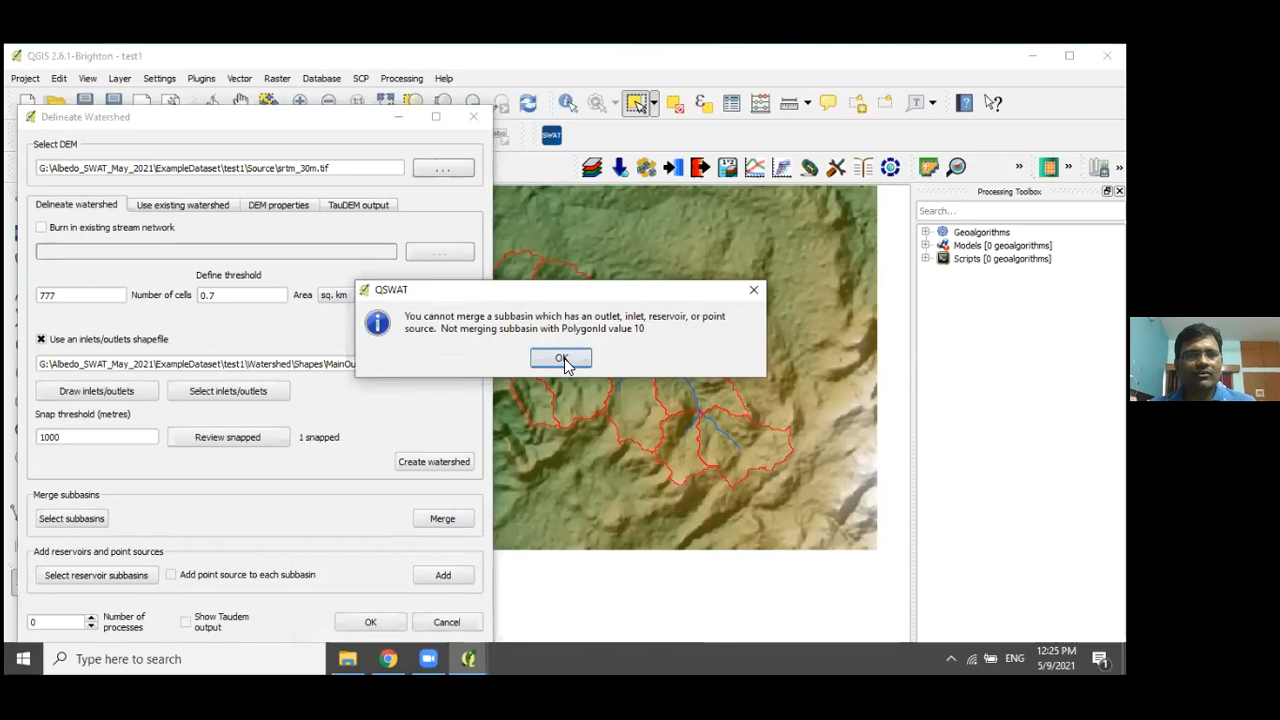 QGIS 2.6.1-Brighton - test1
Project Edit View Layer Settings Plugins Vector Raster Database SCP Processing Help
Delineate Watershed
SWAT
Select DEM
G:\Albedo_SWAT_May_2021\ExampleDataset\test1\Source\srtm_30m.tif
...
Delineate watershed Use existing watershed DEM properties TauDEM output
Burn in existing stream network
...
Define threshold
777 Number of cells 0.7 Area sq. km
Use an inlets/outlets shapefile
G:\Albedo_SWAT_May_2021\ExampleDataset\test1\Watershed\Shapes\MainOu
Draw inlets/outlets Select inlets/outlets
Snap threshold (metres)
1000 Review snapped 1 snapped
Create watershed
Merge subbasins
Select subbasins Merge
Add reservoirs and point sources
Select reservoir subbasins Add point source to each subbasin Add
0 Number of processes Show Taudem output OK Cancel
QSWAT
You cannot merge a subbasin which has an outlet, inlet, reservoir, or point
source. Not merging subbasin with PolygonId value 10
OK
Processing Toolbox
Search...
Geoalgorithms
Models [0 geoalgorithms]
Scripts [0 geoalgorithms]
Type here to search
ENG
12:25 PM
5/9/2021